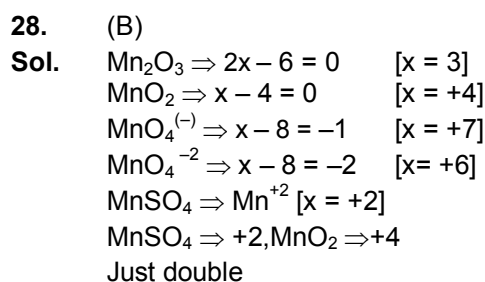 28. (B)
Sol. Mn₂O₃ ⇒ 2x – 6 = 0 [x = 3]
MnO₂ ⇒ x – 4 = 0 [x = +4]
MnO₄⁽⁻⁾ ⇒ x – 8 = –1 [x = +7]
MnO₄⁻² ⇒ x – 8 = –2 [x= +6]
MnSO₄ ⇒ Mn⁺² [x = +2]
MnSO₄ ⇒ +2,MnO₂ ⇒+4
Just double